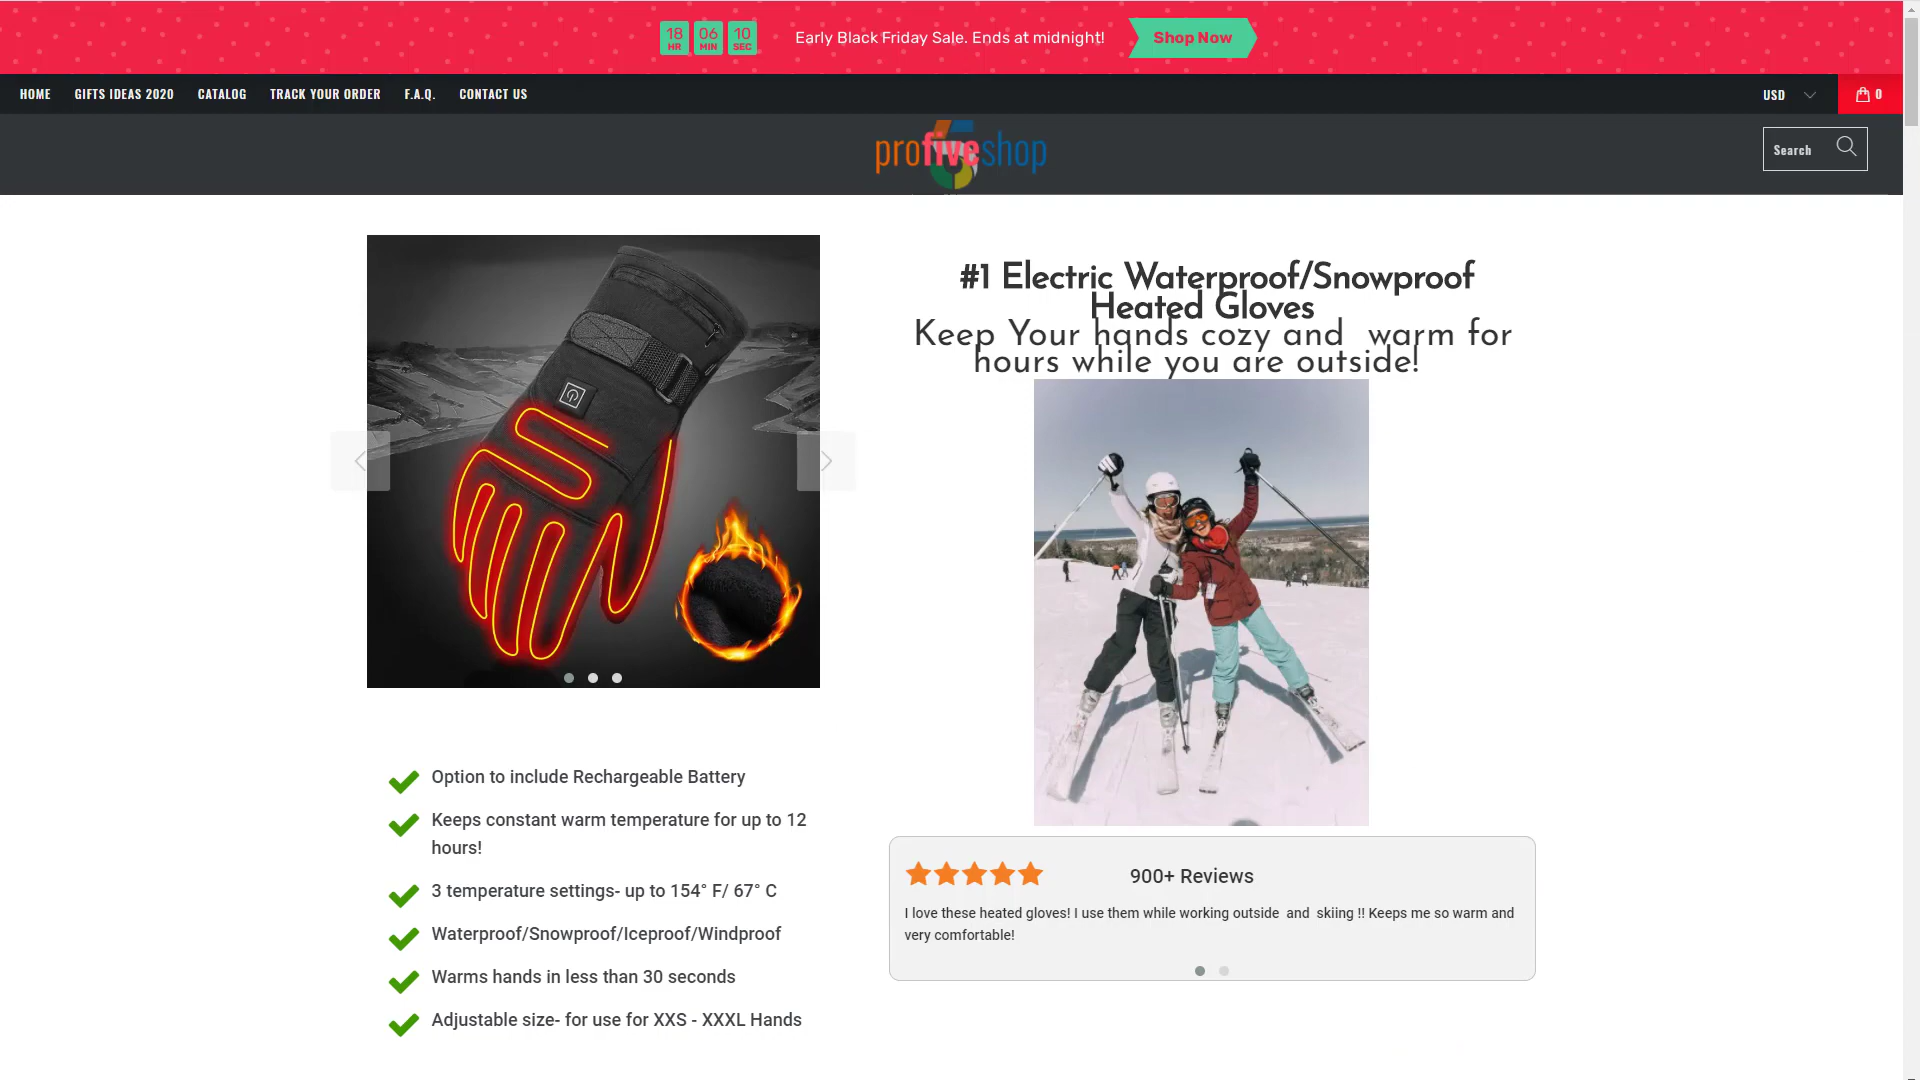 18 06 10 Early Black Friday Sale. Ends at midnight! Shop Now
HR MIN SEC
HOME GIFTS IDEAS 2020 CATALOG TRACK YOUR ORDER F.A.Q. CONTACT US USD 0
profiveshop
Search
#1 Electric Waterproof/Snowproof
Heated Gloves
Keep Your hands cozy and warm for
hours while you are outside!
Option to include Rechargeable Battery
Keeps constant warm temperature for up to 12
hours!
3 temperature settings- up to 154° F/ 67° C
Waterproof/Snowproof/Iceproof/Windproof
Warms hands in less than 30 seconds
Adjustable size- for use for XXS - XXXL Hands
900+ Reviews
I love these heated gloves! I use them while working outside and skiing !! Keeps me so warm and
very comfortable!